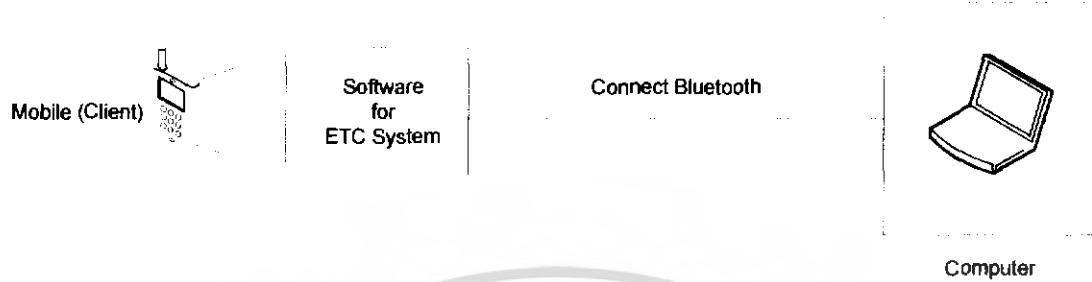 Mobile (Client)
Software
for
ETC System
Connect Bluetooth
Computer